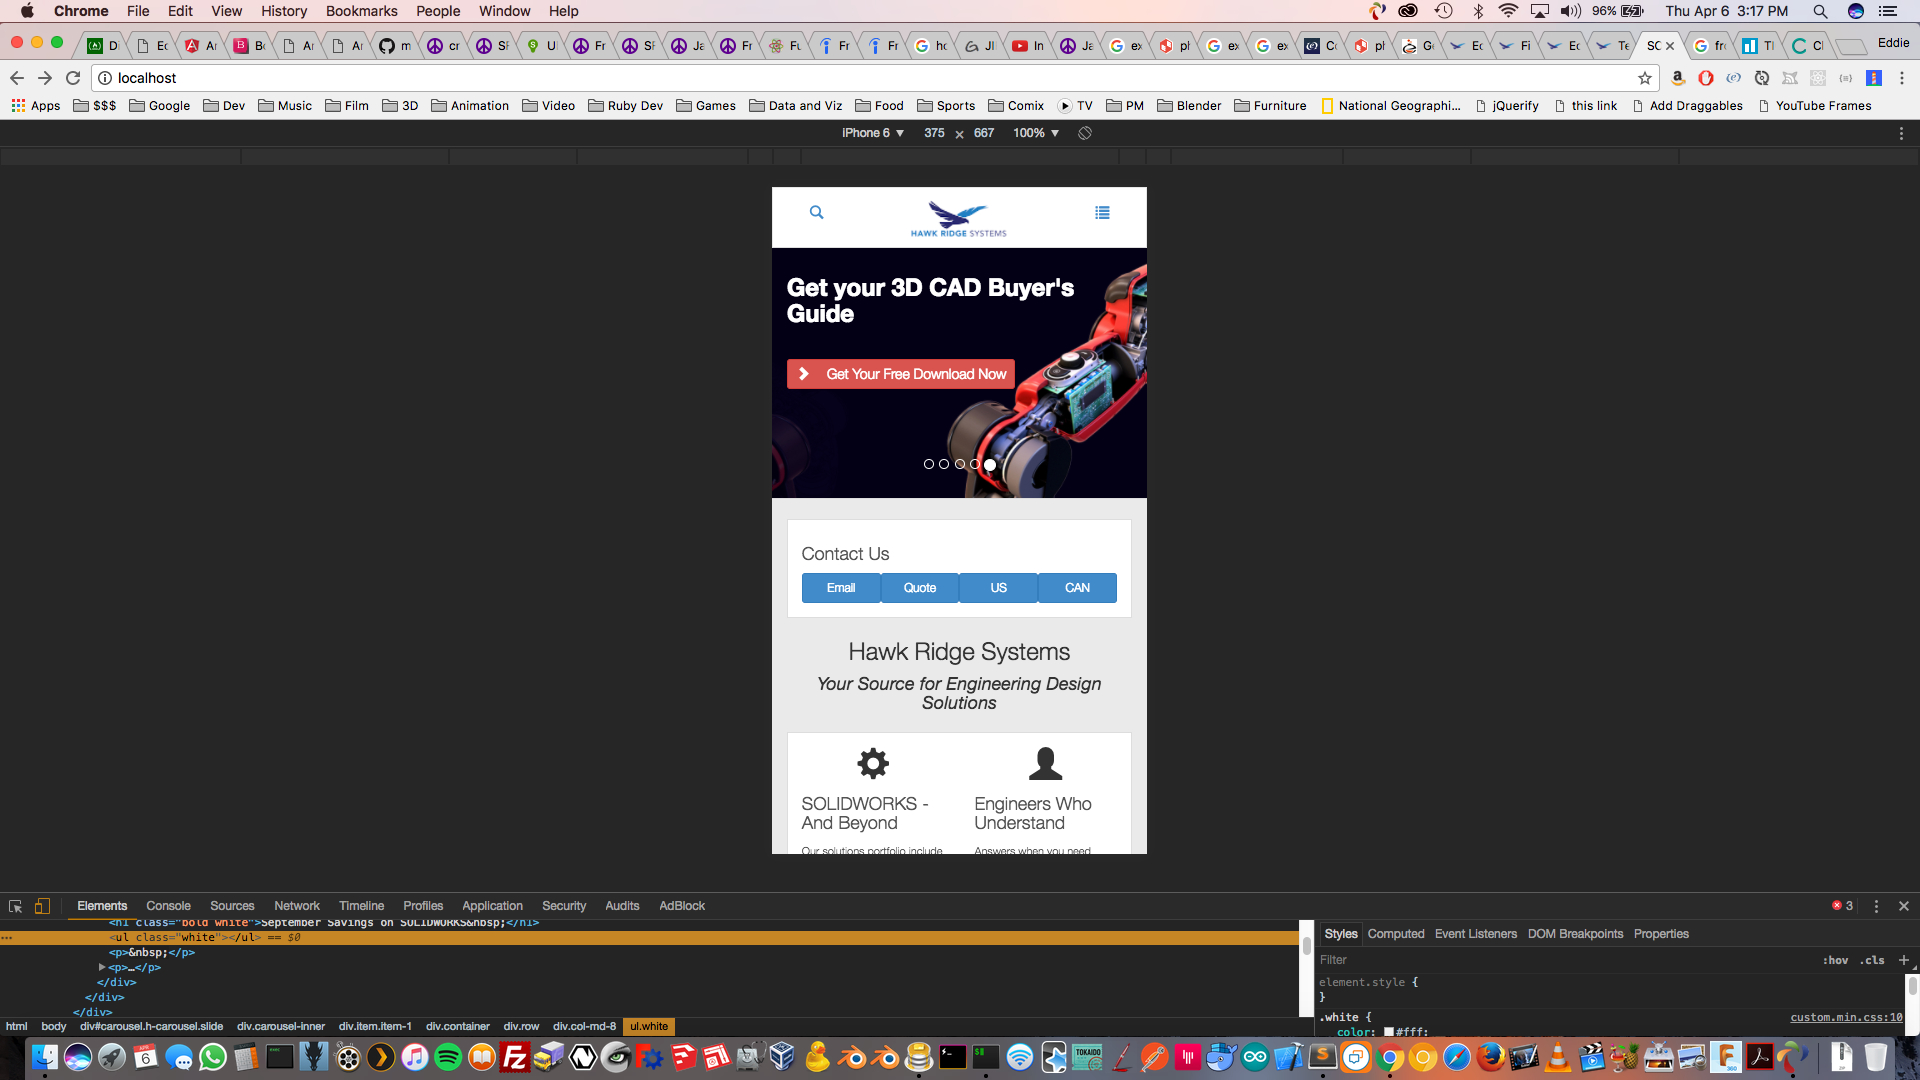 Chrome File Edit View History Bookmarks People Window Help 96% Thu Apr 6 3:17 PM
Eddie
localhost
Apps $$$ Google Dev Music Film 3D Animation Video Ruby Dev Games Data and Viz Food Sports Comix TV PM Blender Furniture National Geographi... jQuerify this link Add Draggables YouTube Frames
iPhone 6 ▼ 375 × 667 100% ▼
HAWK RIDGE SYSTEMS
Get your 3D CAD Buyer's
Guide
Get Your Free Download Now
Contact Us
Email Quote US CAN
Hawk Ridge Systems
Your Source for Engineering Design
Solutions
SOLIDWORKS -
And Beyond
Engineers Who
Understand
Our solutions portfolio include
Answers when you need
Elements Console Sources Network Timeline Profiles Application Security Audits AdBlock 3
<h1 class="bold white">September Savings on SOLIDWORKS&nbsp;</h1>
<ul class="white"></ul> == $0
<p>&nbsp;</p>
<p>…</p>
</div>
</div>
</div>
html body div#carousel.h-carousel.slide div.carousel-inner div.item.item-1 div.container div.row div.col-md-8 ul.white
Styles Computed Event Listeners DOM Breakpoints Properties
Filter :hov .cls +
element.style {
}
.white { custom.min.css:10
color: #fff;